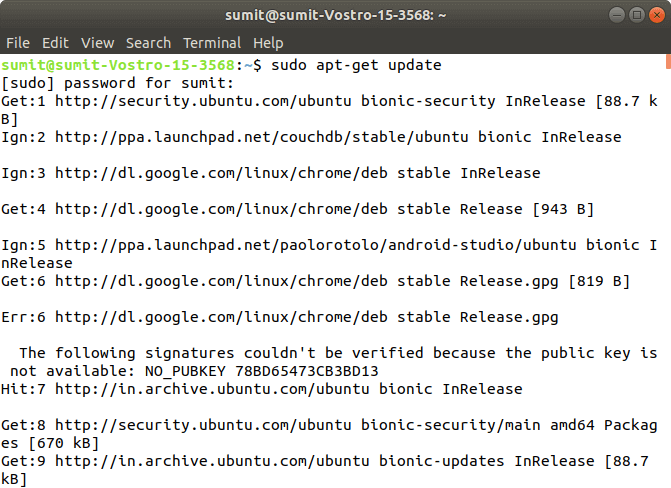 sumit@sumit-Vostro-15-3568: ~
File Edit View Search Terminal Help
sumit@sumit-Vostro-15-3568:~$ sudo apt-get update
[sudo] password for sumit:
Get:1 http://security.ubuntu.com/ubuntu bionic-security InRelease [88.7 k
B]
Ign:2 http://ppa.launchpad.net/couchdb/stable/ubuntu bionic InRelease
Ign:3 http://dl.google.com/linux/chrome/deb stable InRelease
Get:4 http://dl.google.com/linux/chrome/deb stable Release [943 B]
Ign:5 http://ppa.launchpad.net/paolorotolo/android-studio/ubuntu bionic I
nRelease
Get:6 http://dl.google.com/linux/chrome/deb stable Release.gpg [819 B]
Err:6 http://dl.google.com/linux/chrome/deb stable Release.gpg
  The following signatures couldn't be verified because the public key is
 not available: NO_PUBKEY 78BD65473CB3BD13
Hit:7 http://in.archive.ubuntu.com/ubuntu bionic InRelease
Get:8 http://security.ubuntu.com/ubuntu bionic-security/main amd64 Packag
es [670 kB]
Get:9 http://in.archive.ubuntu.com/ubuntu bionic-updates InRelease [88.7
kB]